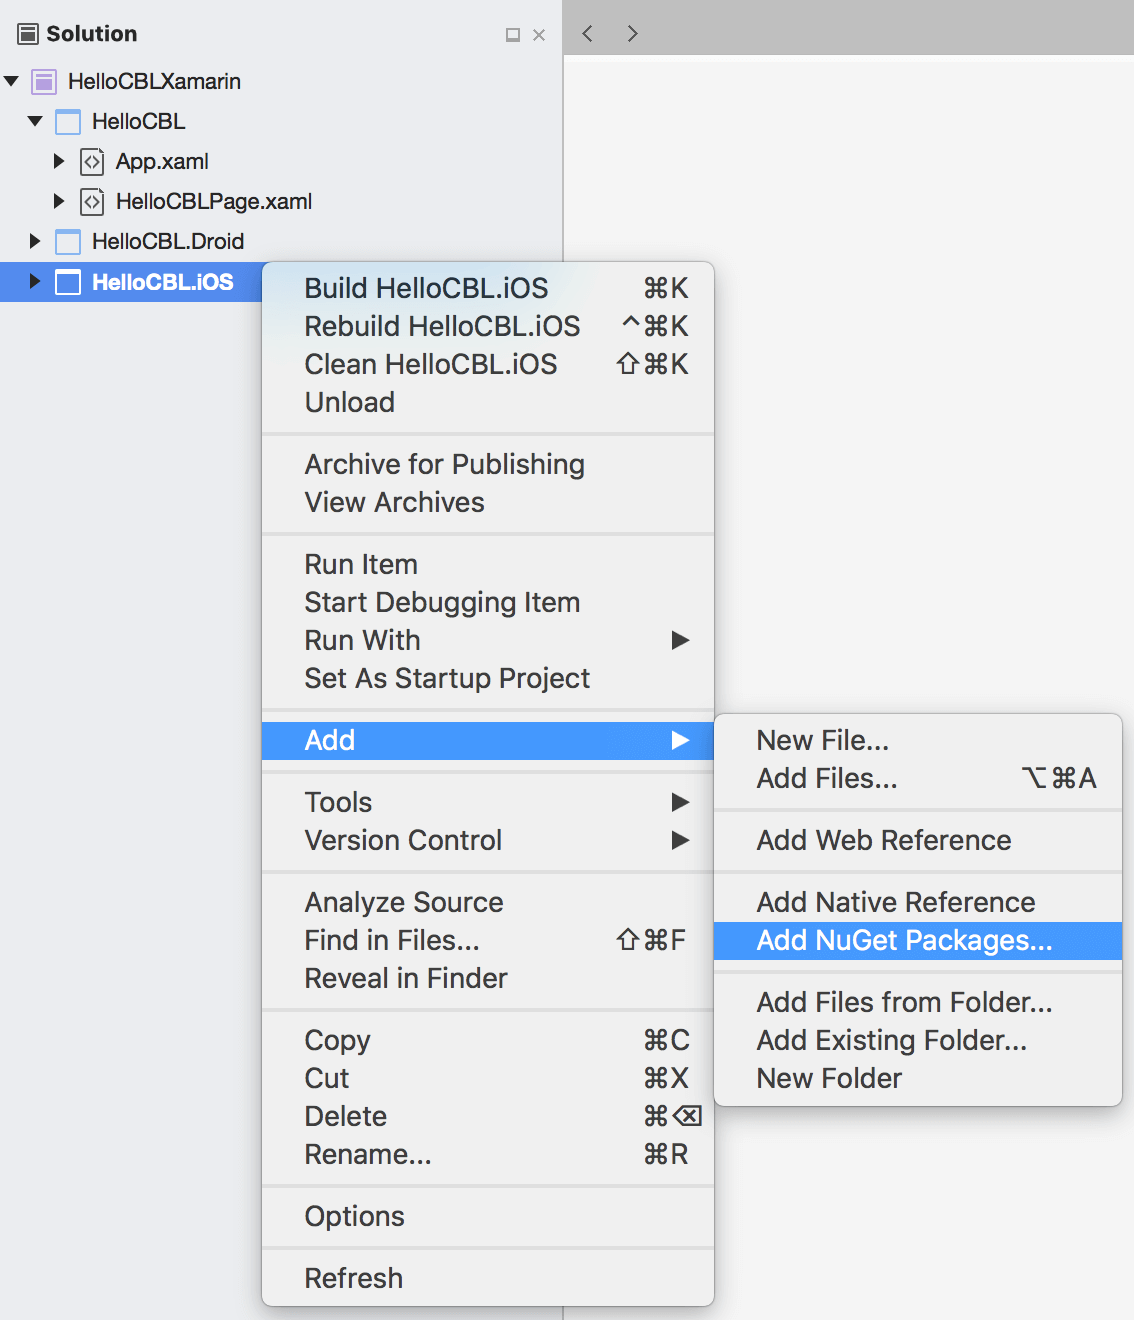 Solution
HelloCBLXamarin
HelloCBL
App.xaml
HelloCBLPage.xaml
HelloCBL.Droid
HelloCBL.iOS
Build HelloCBL.iOS ⌘K
Rebuild HelloCBL.iOS ^⌘K
Clean HelloCBL.iOS ⇧⌘K
Unload
Archive for Publishing
View Archives
Run Item
Start Debugging Item
Run With
Set As Startup Project
Add
Tools
Version Control
Analyze Source
Find in Files... ⇧⌘F
Reveal in Finder
Copy ⌘C
Cut ⌘X
Delete ⌘⌫
Rename... ⌘R
Options
Refresh
New File...
Add Files... ⌥⌘A
Add Web Reference
Add Native Reference
Add NuGet Packages...
Add Files from Folder...
Add Existing Folder...
New Folder